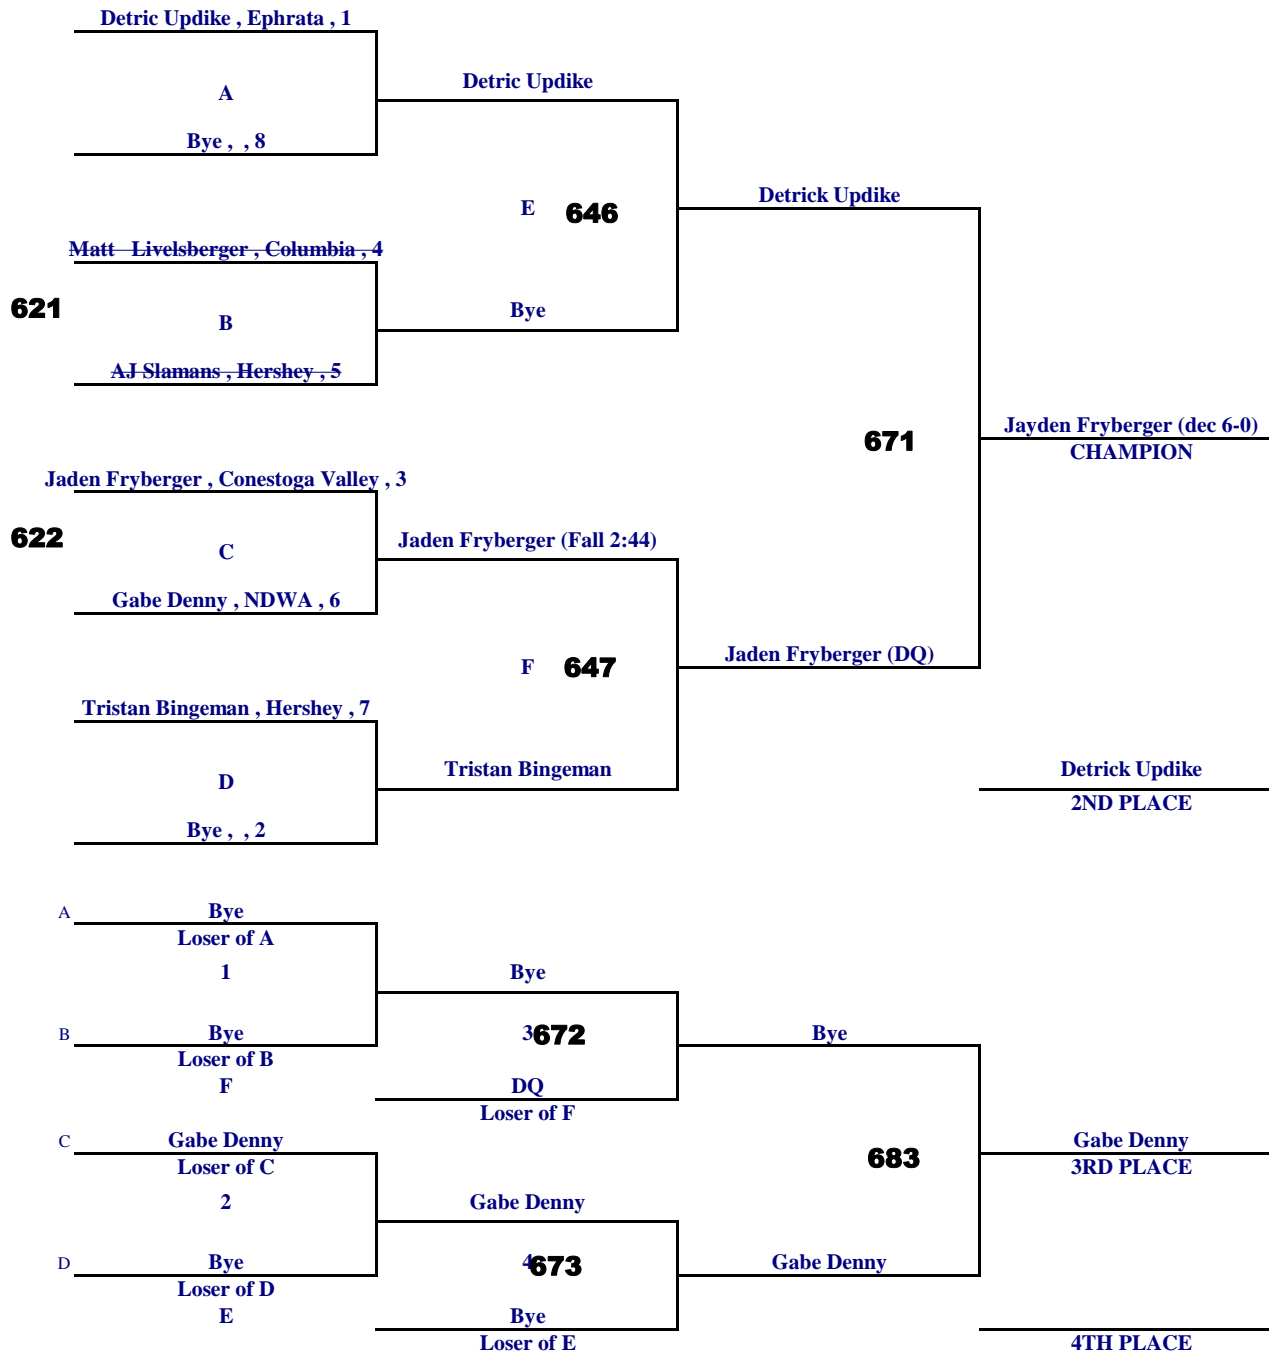 Detric Updike , Ephrata , 1
A
Detric Updike
Bye , , 8
E 646
Detrick Updike
Matt Livelsberger , Columbia , 4
621
B
Bye
AJ Slamans , Hershey , 5
671
Jayden Fryberger (dec 6-0)
CHAMPION
Jaden Fryberger , Conestoga Valley , 3
622
C
Jaden Fryberger (Fall 2:44)
Gabe Denny , NDWA , 6
F 647
Jaden Fryberger (DQ)
Tristan Bingeman , Hershey , 7
D
Tristan Bingeman
Detrick Updike
2ND PLACE
Bye , , 2
A Bye
Loser of A
1
Bye
B Bye
Loser of B
3 672
Bye
F
DQ
Loser of F
C Gabe Denny
Loser of C
683
Gabe Denny
3RD PLACE
2
Gabe Denny
D Bye
Loser of D
4 673
Gabe Denny
E
Bye
Loser of E
4TH PLACE